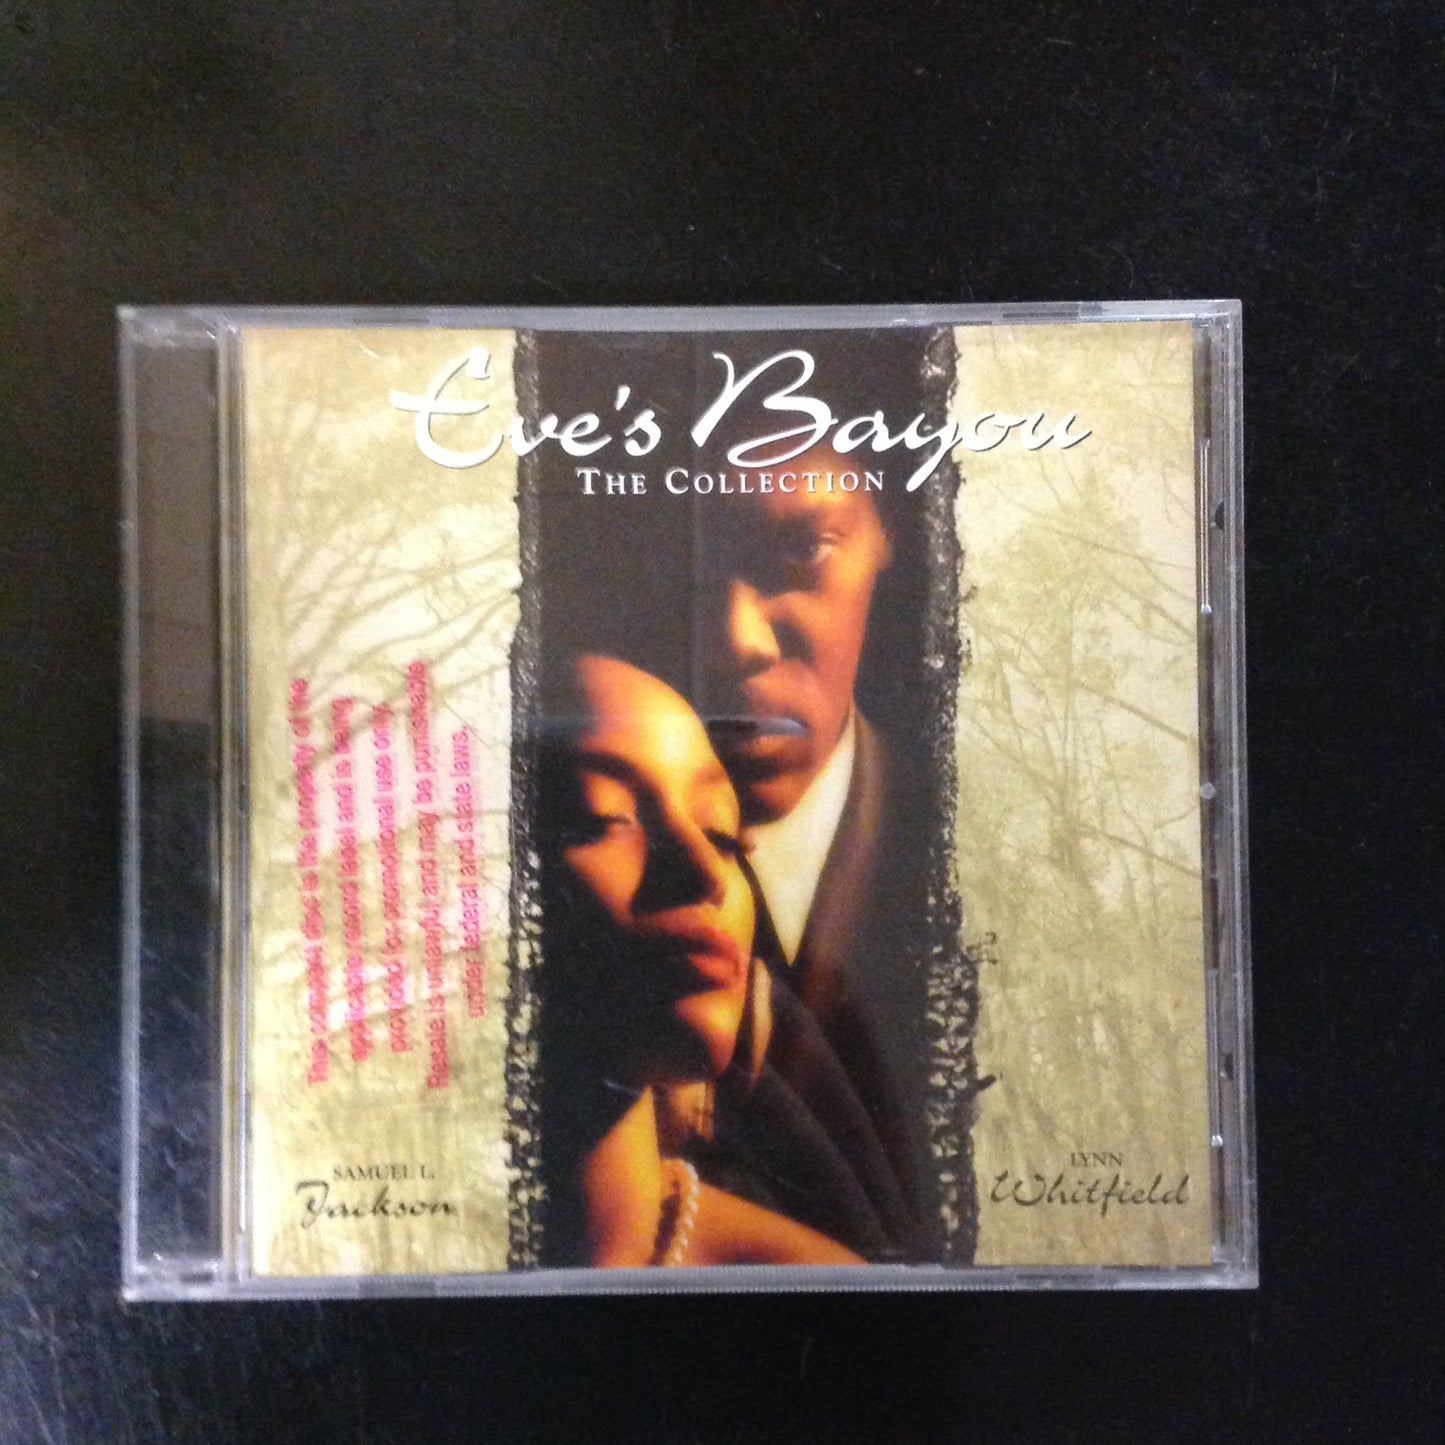 Eve's Bayou
THE COLLECTION
This compact disc is the property of the
applicable record label and is being
provided for promotional use only.
Resale is unlawful and may be punishable
under federal and state laws.
SAMUEL L.
Jackson
LYNN
Whitfield